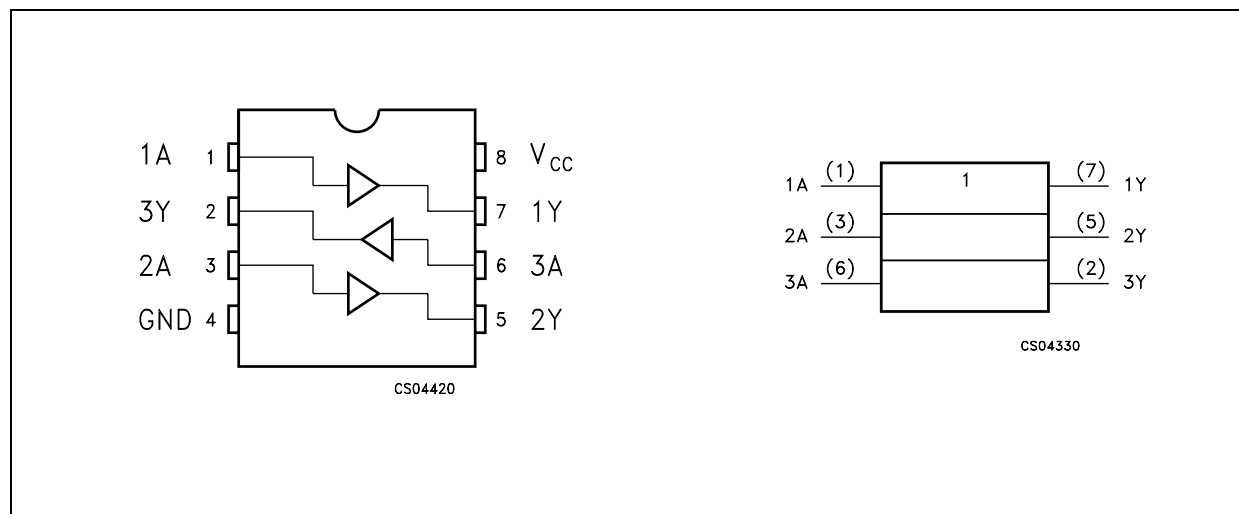 1A 1 8 VCC
3Y 2 7 1Y
2A 3 6 3A
GND 4 5 2Y
CS04420
1A (1) 1 (7) 1Y
2A (3) (5) 2Y
3A (6) (2) 3Y
CS04330